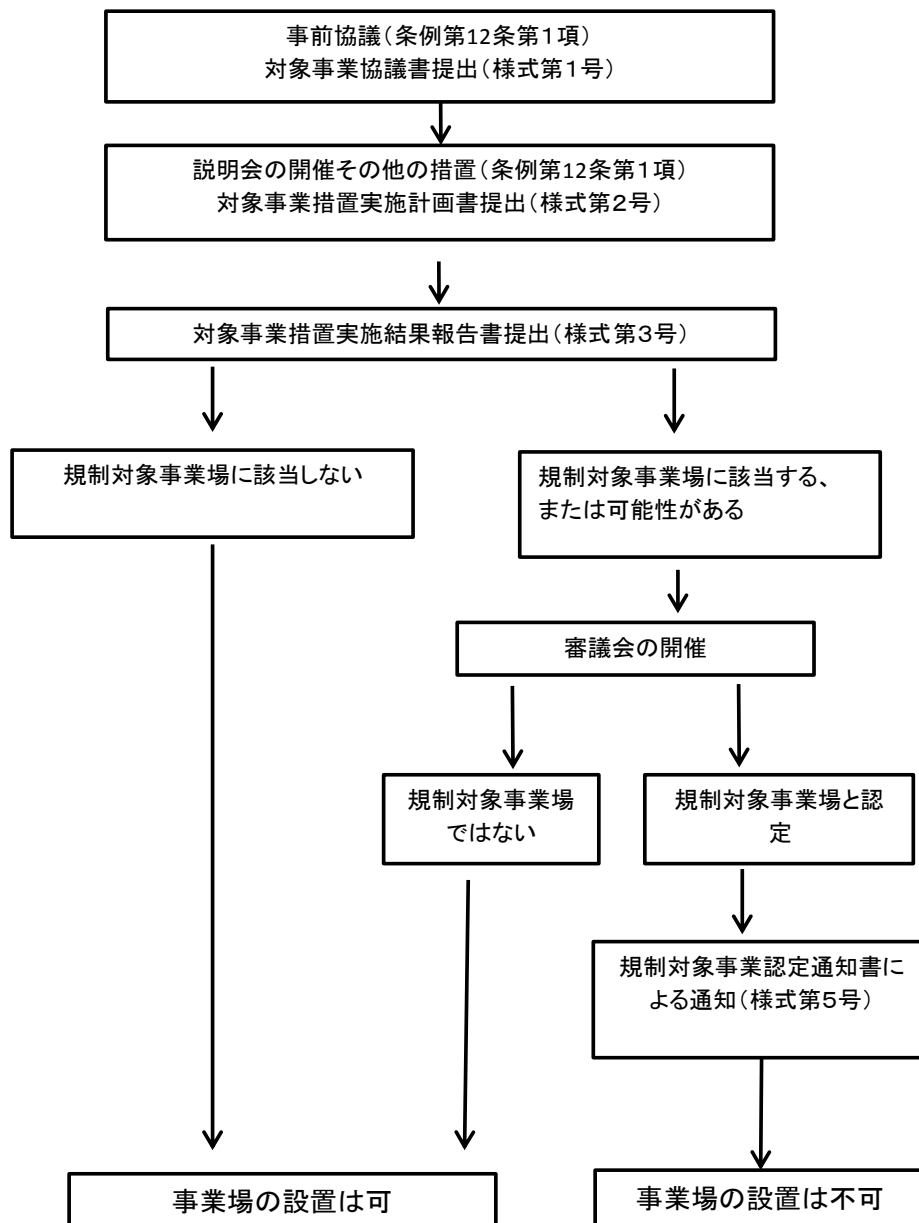 事前協議（条例第12条第１項）
対象事業協議書提出（様式第１号）
説明会の開催その他の措置（条例第12条第１項）
対象事業措置実施計画書提出（様式第２号）
対象事業措置実施結果報告書提出（様式第３号）
規制対象事業場に該当しない
規制対象事業場に該当する、
または可能性がある
審議会の開催
規制対象事業場
ではない
規制対象事業場と認
定
規制対象事業認定通知書に
よる通知（様式第５号）
事業場の設置は可
事業場の設置は不可